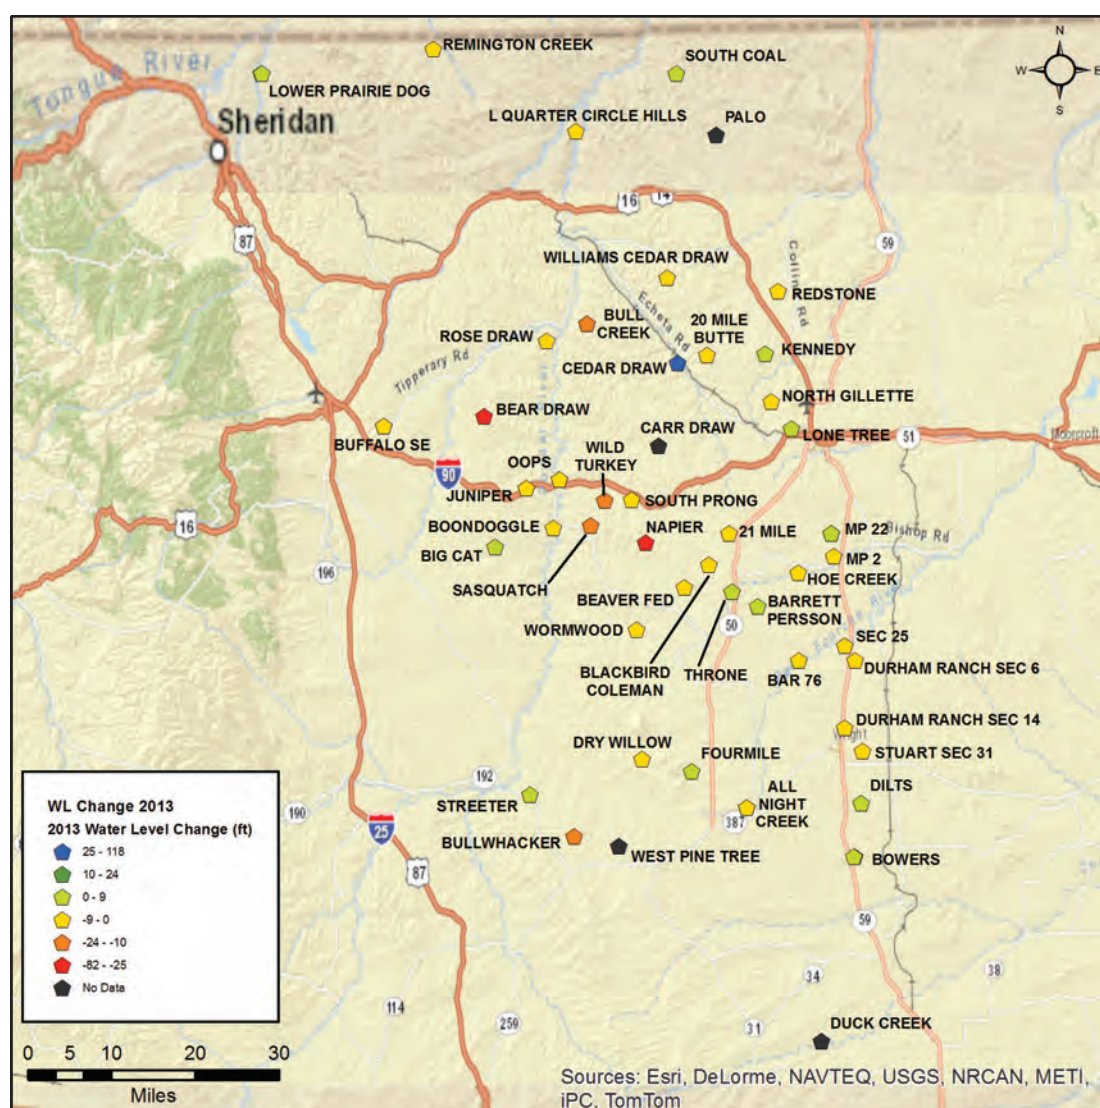 REMINGTON CREEK
SOUTH COAL
N
W
E
S
Tongue River
LOWER PRAIRIE DOG
Sheridan
L QUARTER CIRCLE HILLS
PALO
16
14
87
59
WILLIAMS CEDAR DRAW
Collins Rd
REDSTONE
Echeta Rd
BULL
CREEK
20 MILE
BUTTE
ROSE DRAW
KENNEDY
Tipperary Rd
CEDAR DRAW
NORTH GILLETTE
BEAR DRAW
BUFFALO SE
CARR DRAW
LONE TREE
51
Moorcroft
WILD
TURKEY
OOPS
90
JUNIPER
SOUTH PRONG
16
BOONDOGGLE
NAPIER
21 MILE
MP 22
Bishop Rd
BIG CAT
MP 2
196
SASQUATCH
HOE CREEK
BEAVER FED
BARRETT
PERSSON
WORMWOOD
50
SEC 25
BLACKBIRD
COLEMAN
THRONE
BAR 76
DURHAM RANCH SEC 6
DURHAM RANCH SEC 14
Wright
DRY WILLOW
FOURMILE
STUART SEC 31
192
STREETER
ALL
NIGHT
CREEK
DILTS
190
25
387
BULLWHACKER
WEST PINE TREE
BOWERS
87
59
34
38
114
259
31
DUCK CREEK
WL Change 2013
2013 Water Level Change (ft)
25 - 118
10 - 24
0 - 9
-9 - 0
-24 - -10
-82 - -25
No Data
0 5 10 20 30
Miles
Sources: Esri, DeLorme, NAVTEQ, USGS, NRCAN, METI,
iPC, TomTom